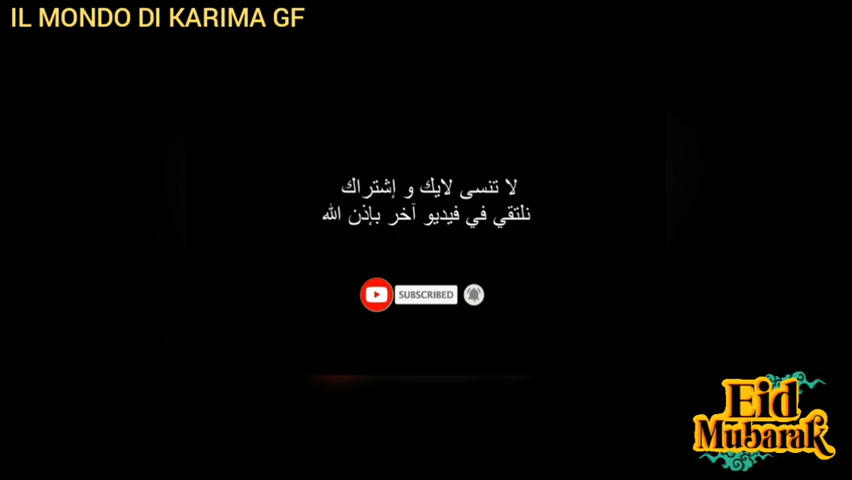 IL MONDO DI KARIMA GF
لا تنسى لايك و إشتراك
نلتقي في فيديو آخر بإذن الله
SUBSCRIBED
Eid
Mubarak